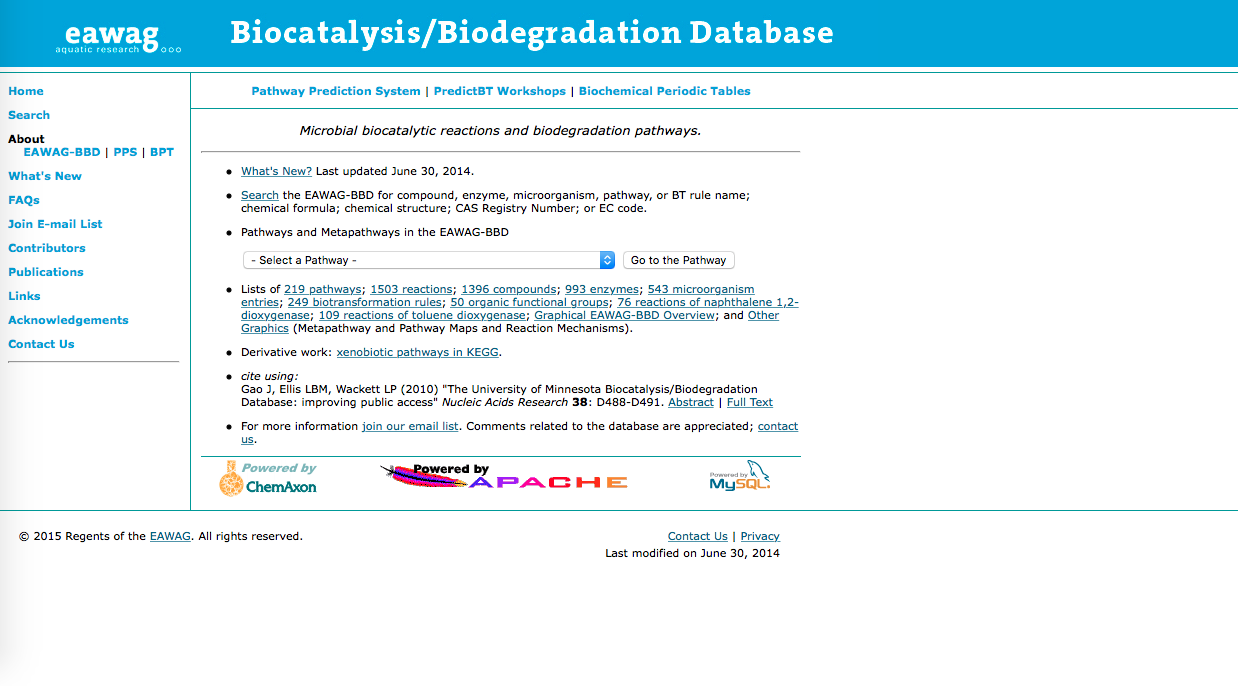 eawag
aquatic research
Biocatalysis/Biodegradation Database
Home
Search
About
EAWAG-BBD | PPS | BPT
What's New
FAQs
Join E-mail List
Contributors
Publications
Links
Acknowledgements
Contact Us
Pathway Prediction System | PredictBT Workshops | Biochemical Periodic Tables
Microbial biocatalytic reactions and biodegradation pathways.
• What's New? Last updated June 30, 2014.
• Search the EAWAG-BBD for compound, enzyme, microorganism, pathway, or BT rule name;
chemical formula; chemical structure; CAS Registry Number; or EC code.
• Pathways and Metapathways in the EAWAG-BBD
- Select a Pathway - Go to the Pathway
• Lists of 219 pathways; 1503 reactions; 1396 compounds; 993 enzymes; 543 microorganism
entries; 249 biotransformation rules; 50 organic functional groups; 76 reactions of naphthalene 1,2-
dioxygenase; 109 reactions of toluene dioxygenase; Graphical EAWAG-BBD Overview; and Other
Graphics (Metapathway and Pathway Maps and Reaction Mechanisms).
• Derivative work: xenobiotic pathways in KEGG.
• cite using:
Gao J, Ellis LBM, Wackett LP (2010) "The University of Minnesota Biocatalysis/Biodegradation
Database: improving public access" Nucleic Acids Research 38: D488-D491. Abstract | Full Text
• For more information join our email list. Comments related to the database are appreciated; contact
us.
Powered by
ChemAxon
Powered by
APACHE
Powered by
MySQL.
© 2015 Regents of the EAWAG. All rights reserved.
Contact Us | Privacy
Last modified on June 30, 2014